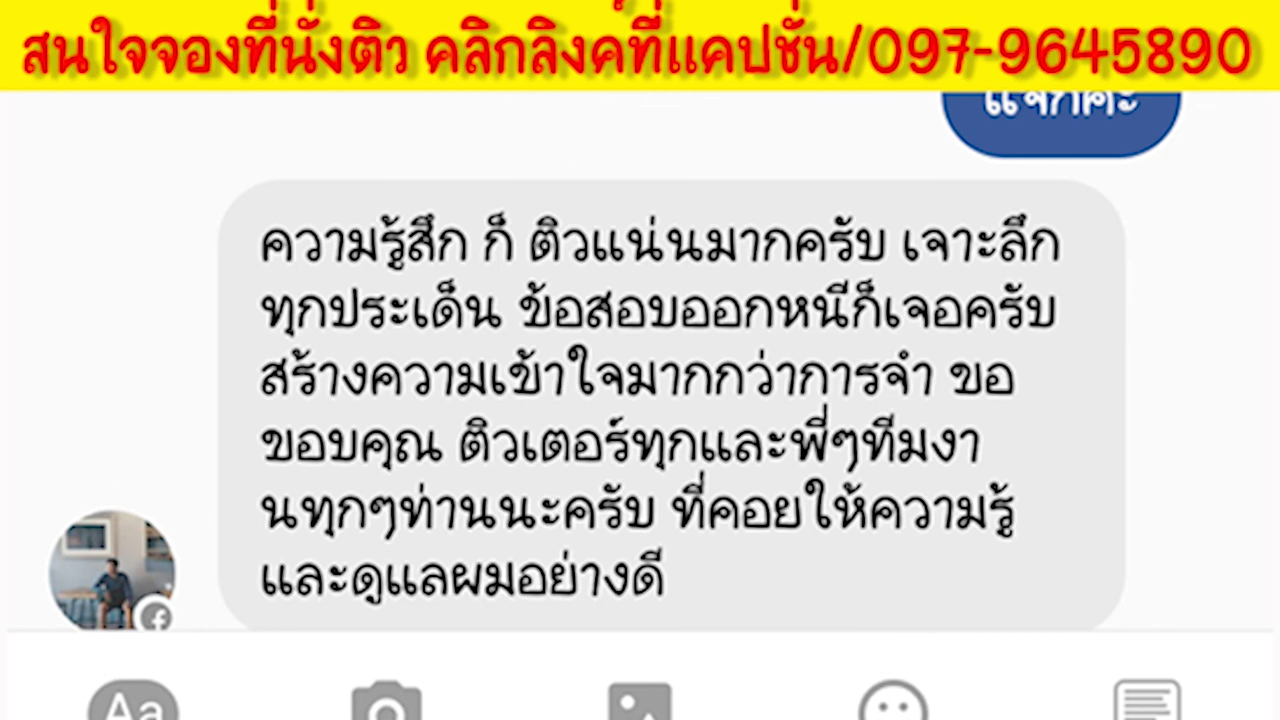 สนใจจองที่นั่งติว คลิกลิงค์ที่แคปชั่น/097-9645890
ความรู้สึก ก็ ติวแน่นมากครับ เจาะลึก
ทุกประเด็น ข้อสอบออกหนีก็เจอครับ
สร้างความเข้าใจมากกว่าการจำ ขอ
ขอบคุณ ติวเตอร์ทุกและพี่ๆทีมงา
นทุกๆท่านนะครับ ที่คอยให้ความรู้
และดูแลผมอย่างดี
Aa